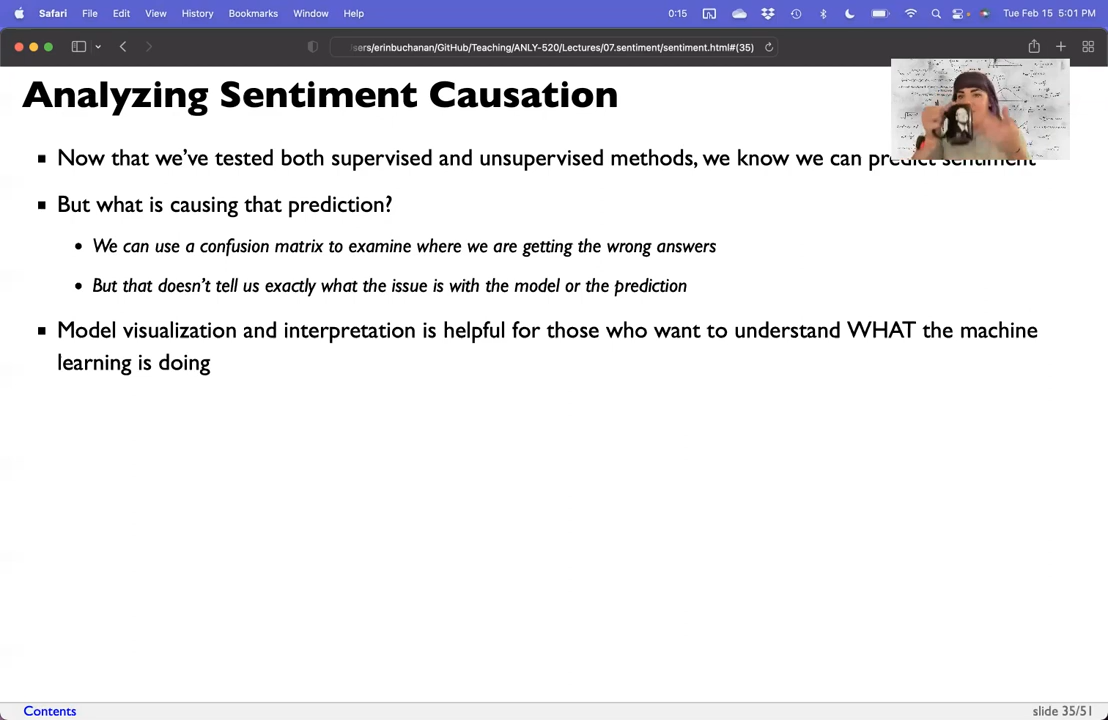 Safari File Edit View History Bookmarks Window Help 0:15 Tue Feb 15 5:01 PM
sers/erinbuchanan/GitHub/Teaching/ANLY-520/Lectures/07.sentiment/sentiment.html#(35)
Analyzing Sentiment Causation
Now that we've tested both supervised and unsupervised methods, we know we can predict sentiment
But what is causing that prediction?
We can use a confusion matrix to examine where we are getting the wrong answers
But that doesn't tell us exactly what the issue is with the model or the prediction
Model visualization and interpretation is helpful for those who want to understand WHAT the machine
learning is doing
Contents slide 35/51